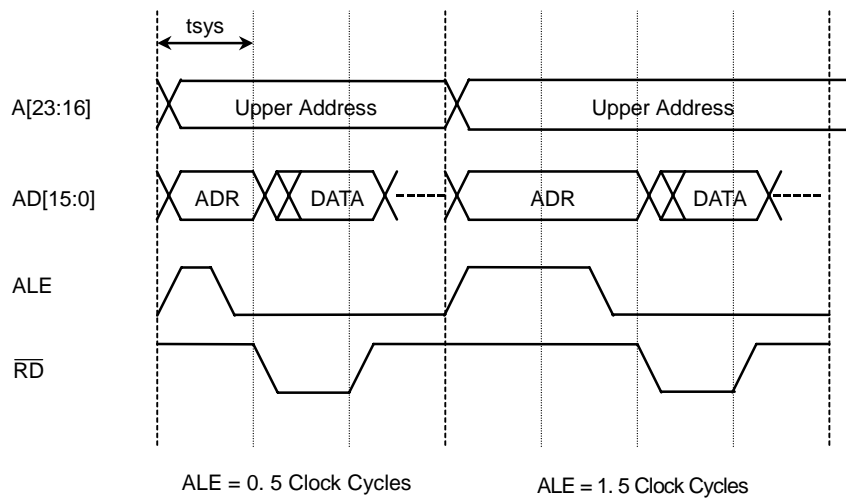 tsys
A[23:16]
Upper Address
Upper Address
AD[15:0]
ADR
DATA
ADR
DATA
ALE
R̅D̅
ALE = 0. 5 Clock Cycles
ALE = 1. 5 Clock Cycles